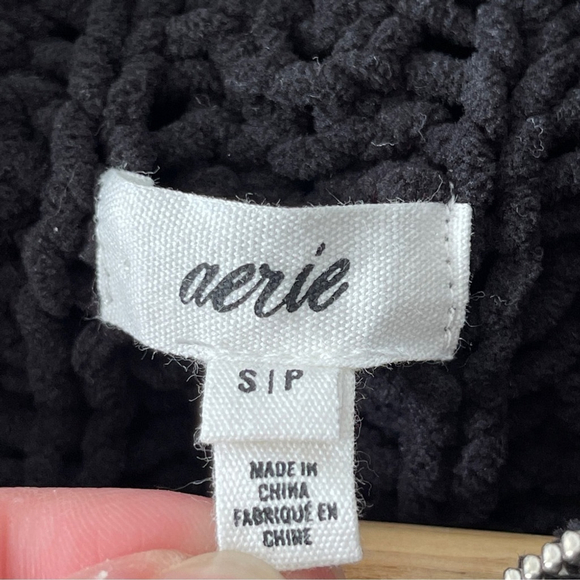 aerie
S|P
MADE IN
CHINA
FABRIQUÉ EN
CHINE